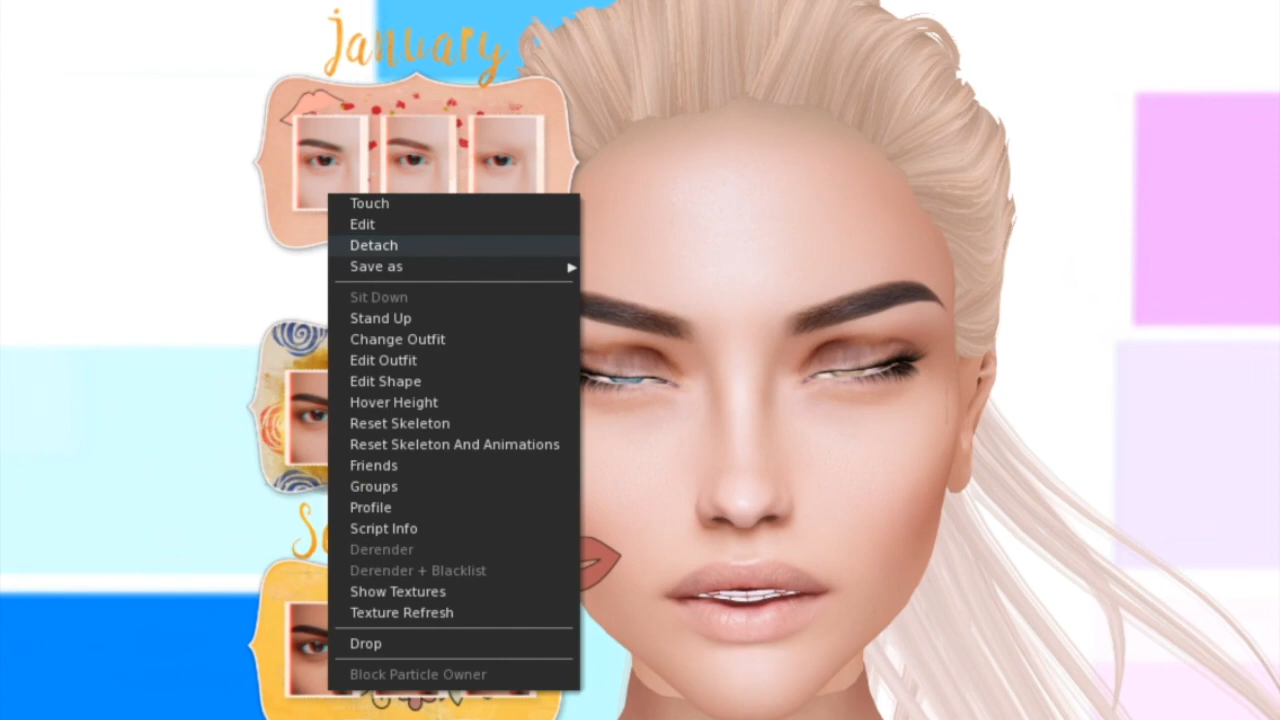 January
Touch
Edit
Detach
Save as
Sit Down
Stand Up
Change Outfit
Edit Outfit
Edit Shape
Hover Height
Reset Skeleton
Reset Skeleton And Animations
Friends
Groups
Profile
Script Info
Derender
Derender + Blacklist
Show Textures
Texture Refresh
Drop
Block Particle Owner